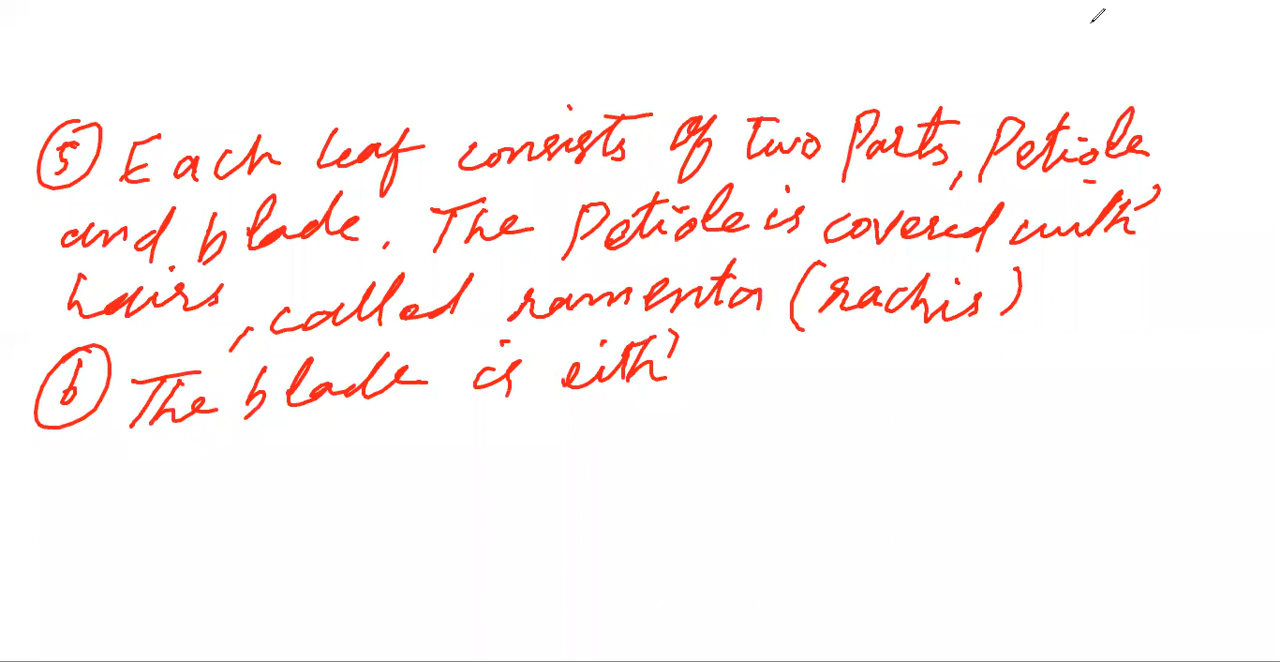 ⑤ Each leaf consists of two Parts, Petiole
and blade. The Petiole is covered with
hairs, called ramenta (rachis)
⑥ The blade is eith